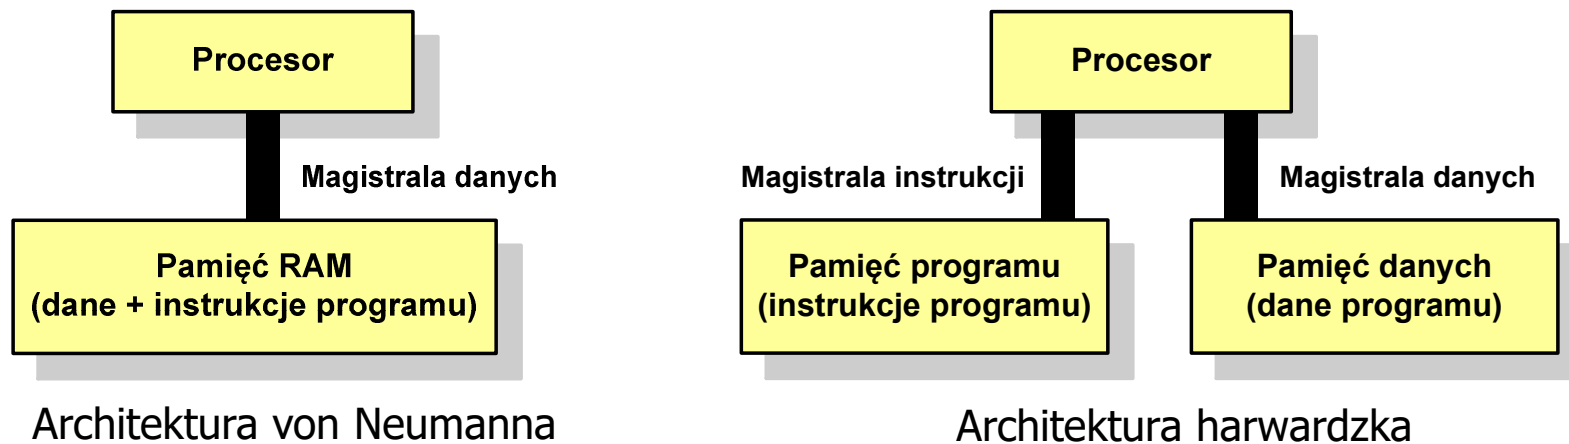 Procesor
Magistrala danych
Pamięć RAM
(dane + instrukcje programu)
Architektura von Neumanna
Procesor
Magistrala instrukcji
Magistrala danych
Pamięć programu
(instrukcje programu)
Pamięć danych
(dane programu)
Architektura harwardzka